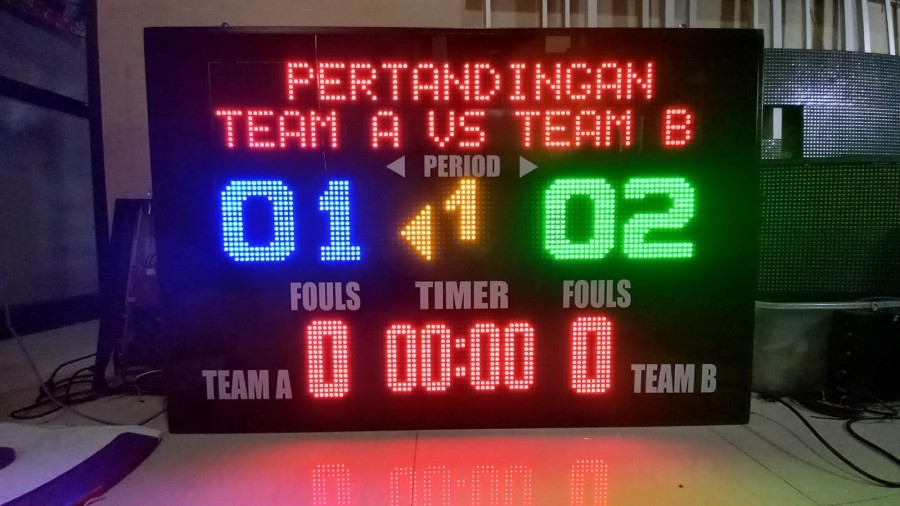 PERTANDINGAN
TEAM A VS TEAM B
PERIOD
01 1 02
FOULS TIMER FOULS
TEAM A 0 00:00 0 TEAM B